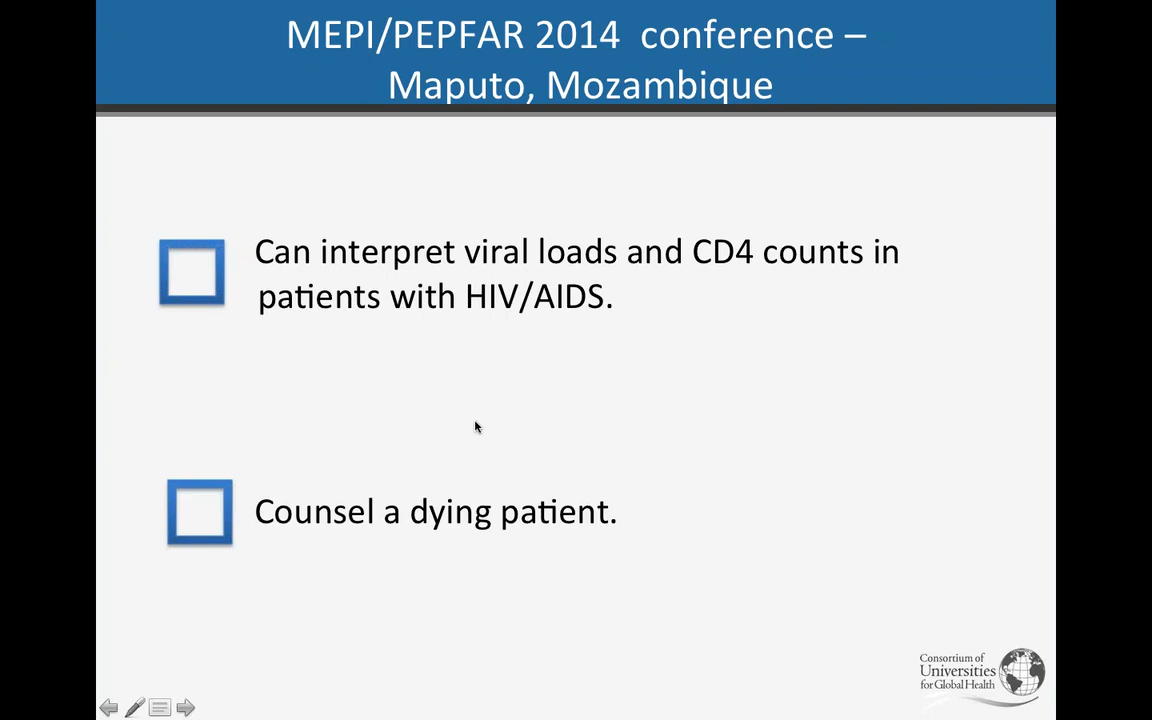 MEPI/PEPFAR 2014 conference –
Maputo, Mozambique
Can interpret viral loads and CD4 counts in
patients with HIV/AIDS.
Counsel a dying patient.
Consortium of
Universities
for Global Health